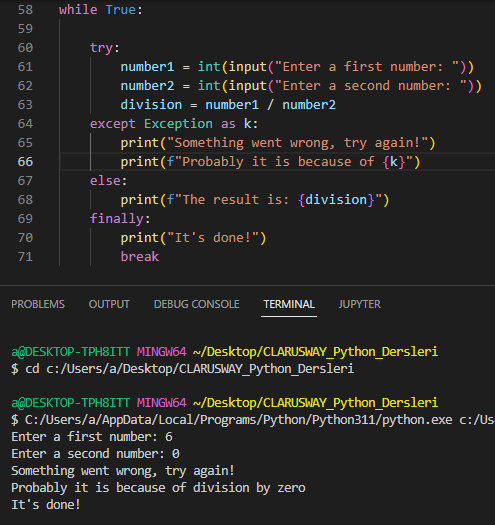 58 while True:
59
60 try:
61 number1 = int(input("Enter a first number: "))
62 number2 = int(input("Enter a second number: "))
63 division = number1 / number2
64 except Exception as k:
65 print("Something went wrong, try again!")
66 print(f"Probably it is because of {k}")
67 else:
68 print(f"The result is: {division}")
69 finally:
70 print("It's done!")
71 break
PROBLEMS OUTPUT DEBUG CONSOLE TERMINAL JUPYTER
a@DESKTOP-TPH8ITT MINGW64 ~/Desktop/CLARUSWAY_Python_Dersleri
$ cd c:/Users/a/Desktop/CLARUSWAY_Python_Dersleri
a@DESKTOP-TPH8ITT MINGW64 ~/Desktop/CLARUSWAY_Python_Dersleri
$ C:/Users/a/AppData/Local/Programs/Python/Python311/python.exe c:/Us
Enter a first number: 6
Enter a second number: 0
Something went wrong, try again!
Probably it is because of division by zero
It's done!